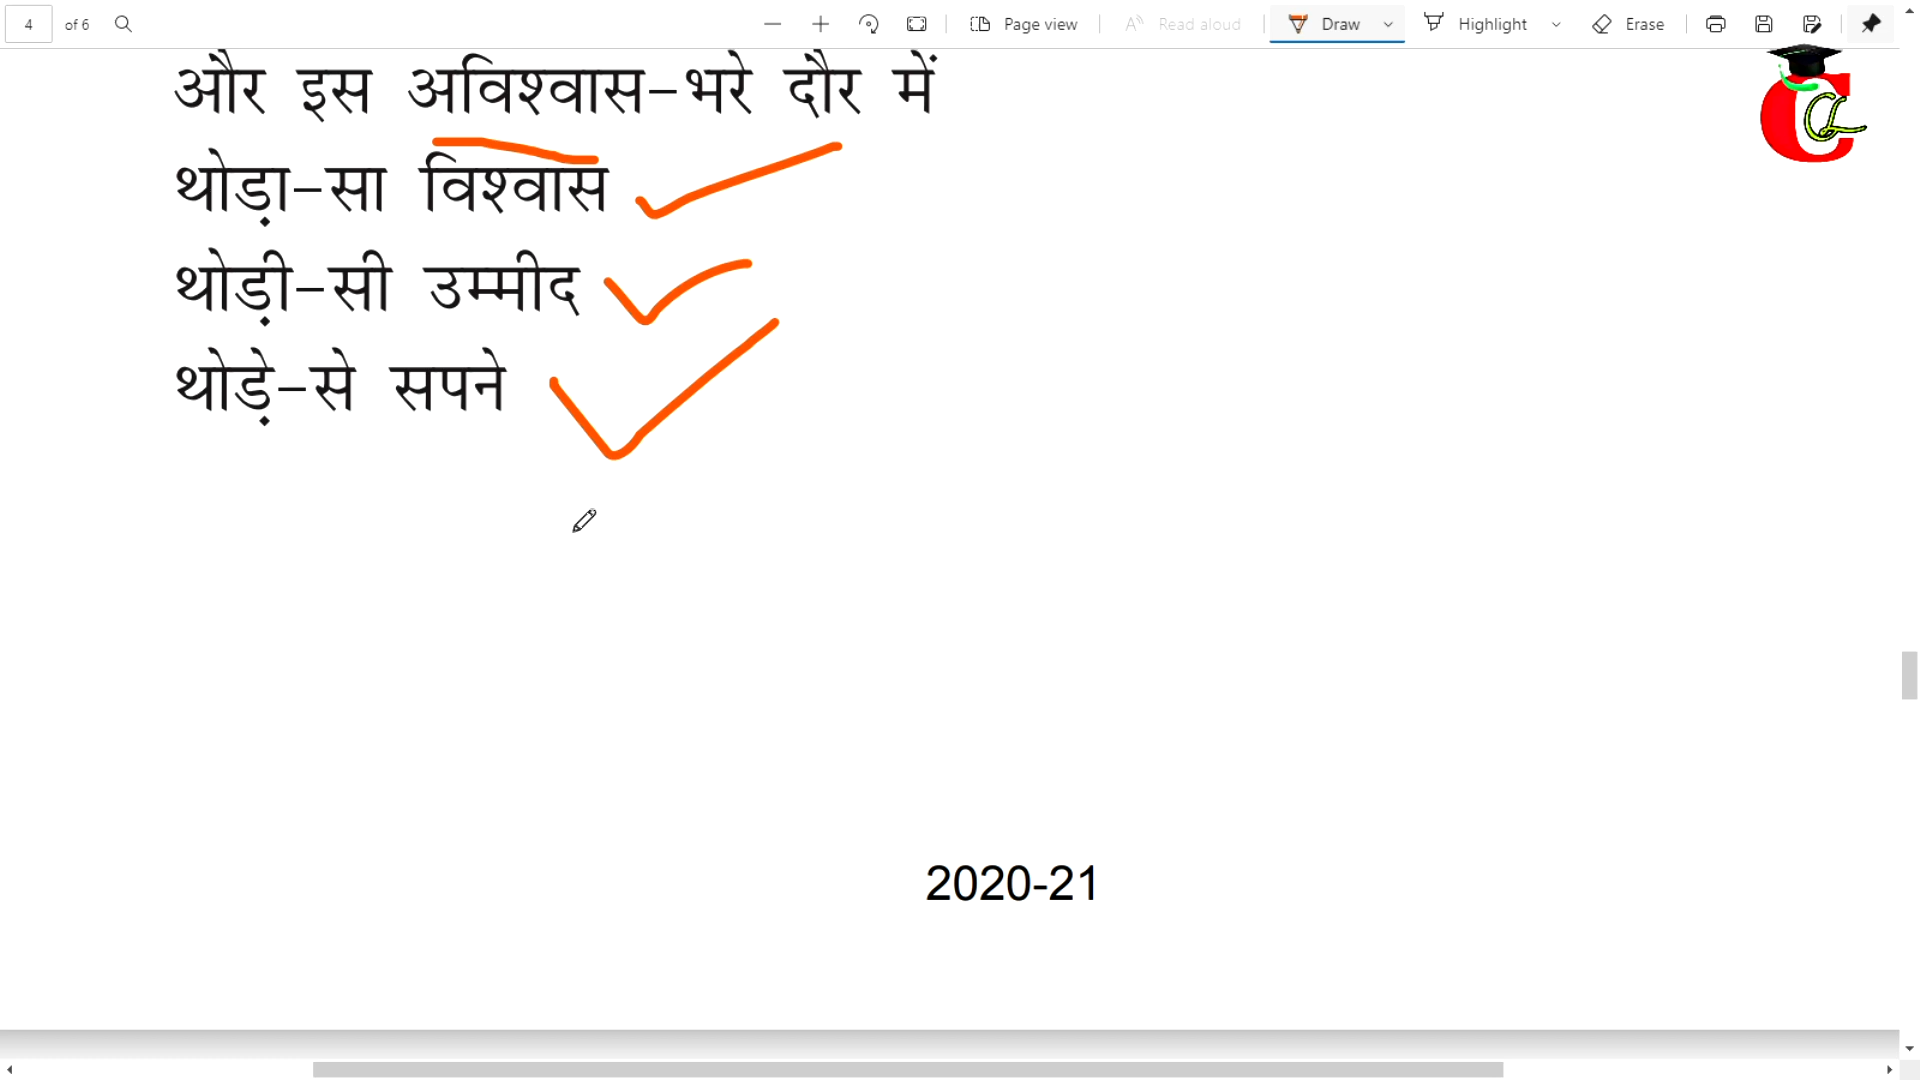 4 of 6 Page view Read aloud Draw Highlight Erase
और इस अविश्वास-भरे दौर में
थोड़ा-सा विश्वास
थोड़ी-सी उम्मीद
थोड़े-से सपने
2020-21